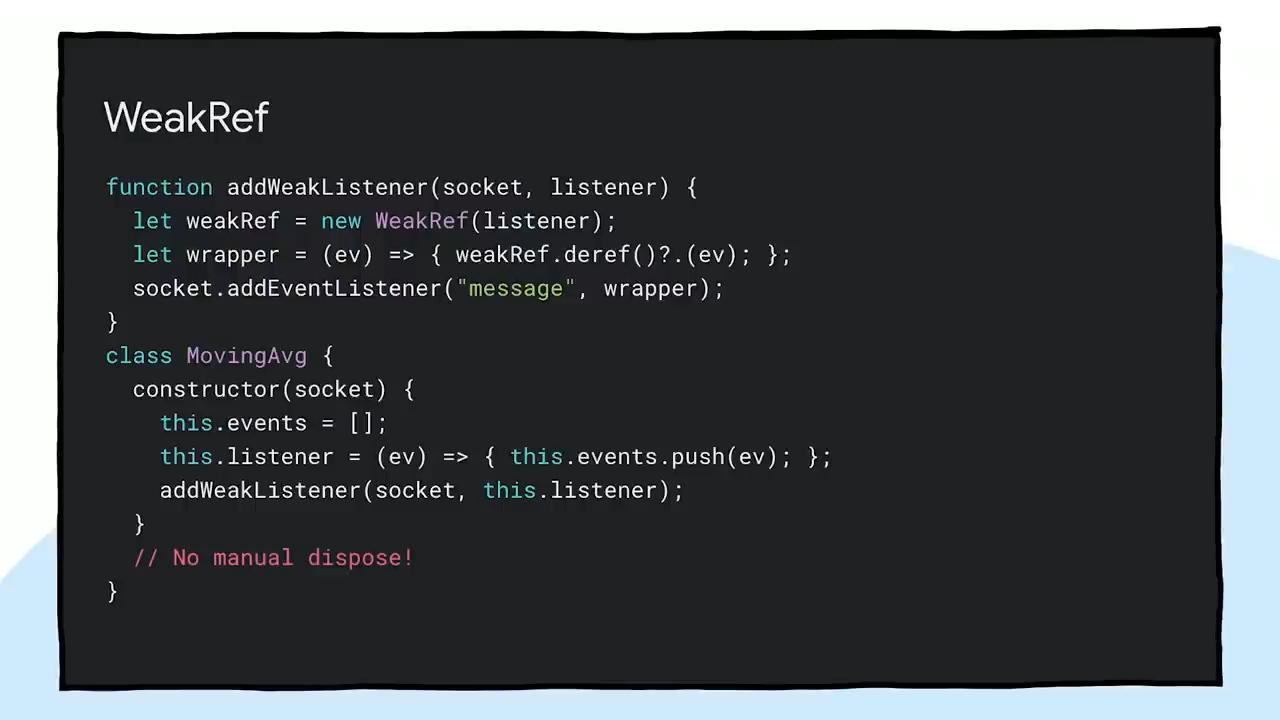 WeakRef
function addWeakListener(socket, listener) {
  let weakRef = new WeakRef(listener);
  let wrapper = (ev) => { weakRef.deref()?.(ev); };
  socket.addEventListener("message", wrapper);
}
class MovingAvg {
  constructor(socket) {
    this.events = [];
    this.listener = (ev) => { this.events.push(ev); };
    addWeakListener(socket, this.listener);
  }
  // No manual dispose!
}